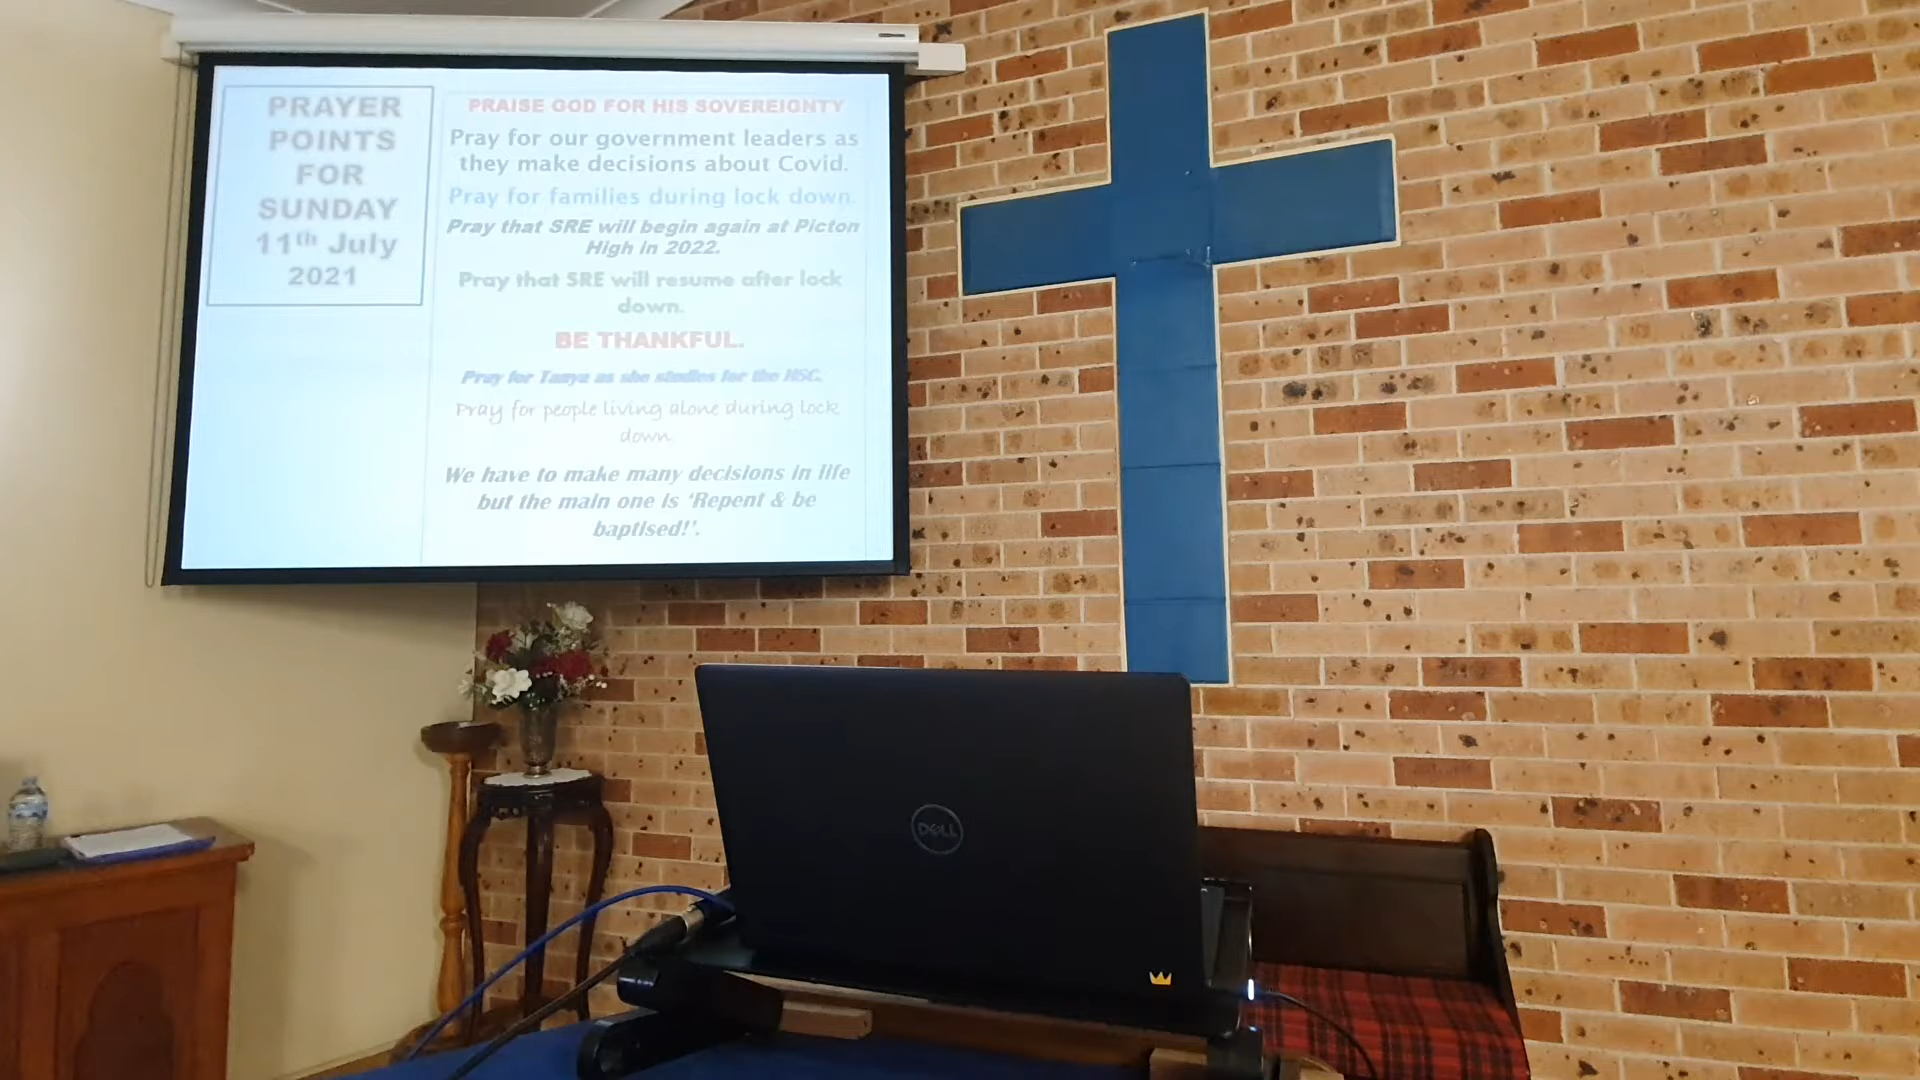 PRAYER
POINTS
FOR
SUNDAY
11th July
2021
PRAISE GOD FOR HIS SOVEREIGNTY
Pray for our government leaders as
they make decisions about Covid.
Pray for families during lock down.
Pray that SRE will begin again at Picton
High in 2022.
Pray that SRE will resume after lock
down.
BE THANKFUL.
Pray for Tanya as she studies for the HSC.
Pray for people living alone during lock
down.
We have to make many decisions in life
but the main one is ‘Repent & be
baptised!’.
DELL